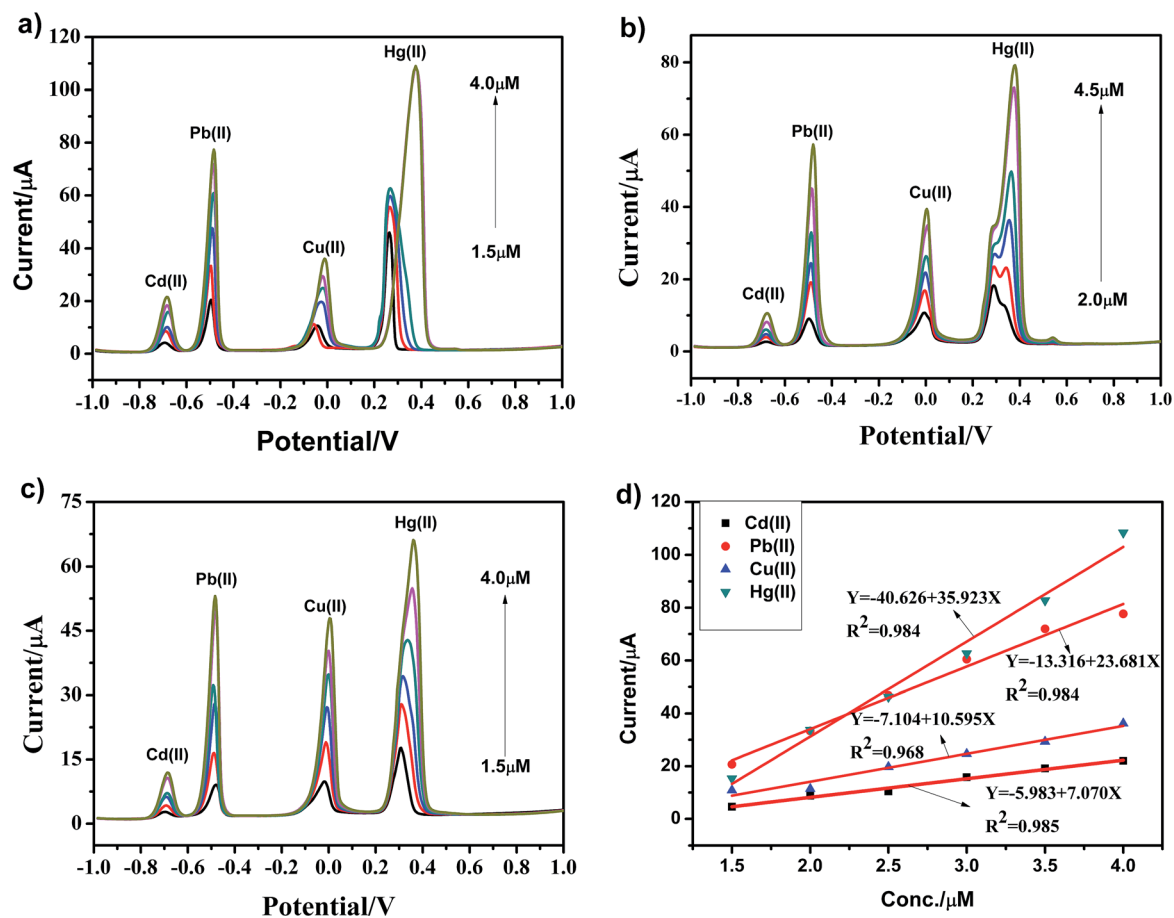 a)
120
100
80
60
40
20
0
Current/μA
Cd(II)
Pb(II)
Cu(II)
Hg(II)
4.0μM
1.5μM
-1.0 -0.8 -0.6 -0.4 -0.2 0.0 0.2 0.4 0.6 0.8 1.0
Potential/V
b)
80
60
40
20
0
Current/μA
Cd(II)
Pb(II)
Cu(II)
Hg(II)
4.5μM
2.0μM
-1.0 -0.8 -0.6 -0.4 -0.2 0.0 0.2 0.4 0.6 0.8 1.0
Potential/V
c)
75
60
45
30
15
0
Current/μA
Cd(II)
Pb(II)
Cu(II)
Hg(II)
4.0μM
1.5μM
-1.0 -0.8 -0.6 -0.4 -0.2 0.0 0.2 0.4 0.6 0.8 1.0
Potential/V
d)
120
100
80
60
40
20
0
Current/μA
Cd(II)
Pb(II)
Cu(II)
Hg(II)
Y=-40.626+35.923X
R²=0.984
Y=-13.316+23.681X
R²=0.984
Y=-7.104+10.595X
R²=0.968
Y=-5.983+7.070X
R²=0.985
1.5 2.0 2.5 3.0 3.5 4.0
Conc./μM